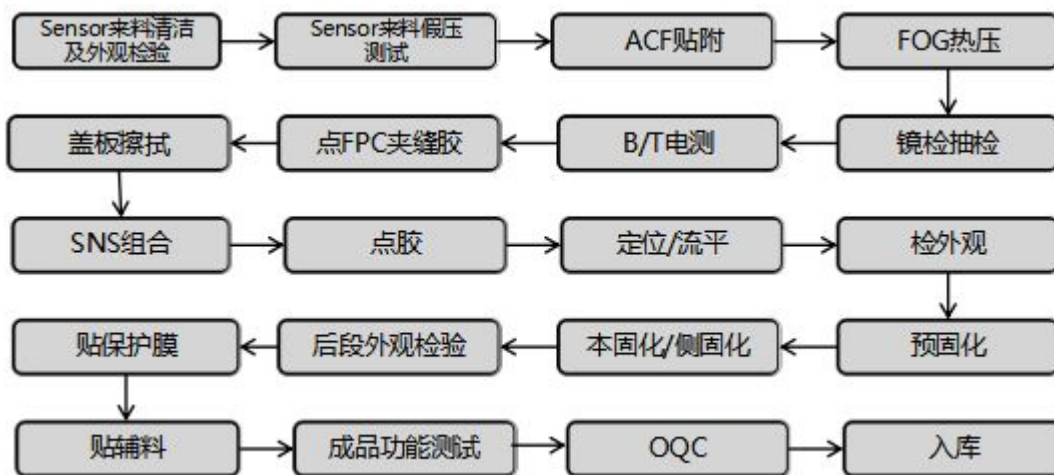 Sensor来料清洁
及外观检验
Sensor来料假压
测试
ACF贴附
FOG热压
盖板擦拭
点FPC夹缝胶
B/T电测
镜检抽检
SNS组合
点胶
定位/流平
检外观
贴保护膜
后段外观检验
本固化/侧固化
预固化
贴辅料
成品功能测试
OQC
入库